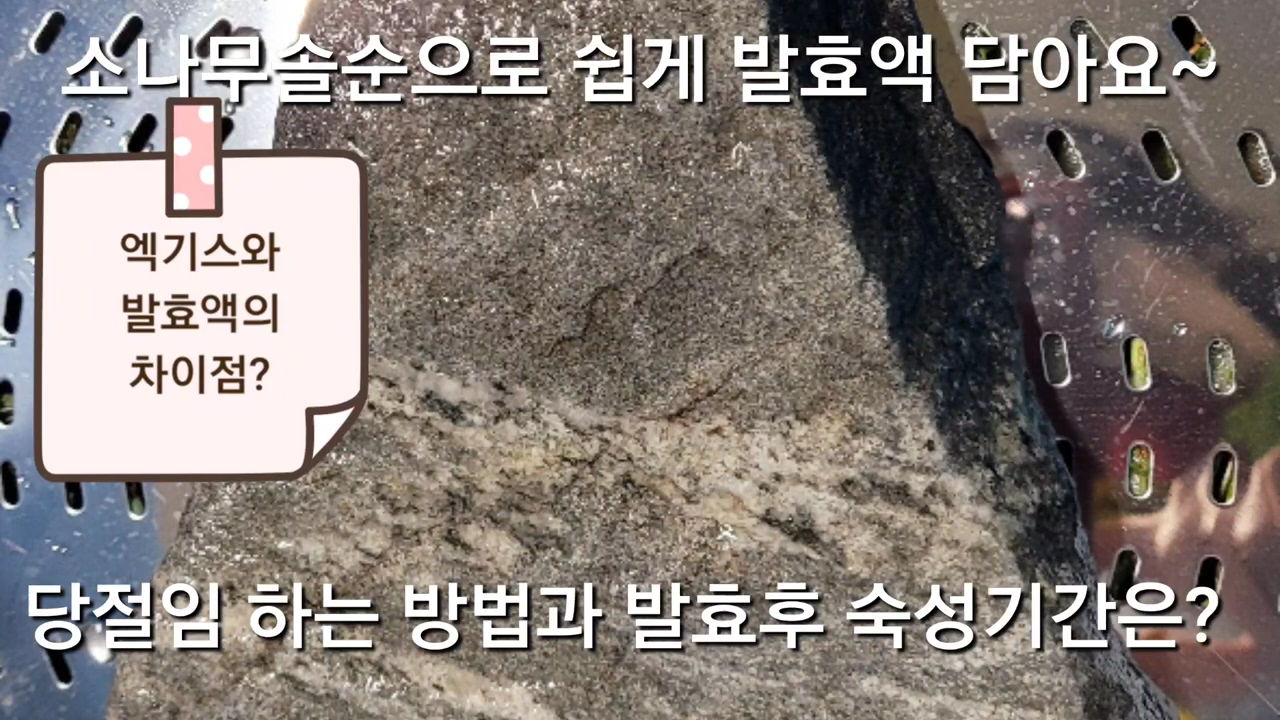 소나무솔순으로 쉽게 발효액 담아요~
엑기스와
발효액의
차이점?
당절임 하는 방법과 발효후 숙성기간은?